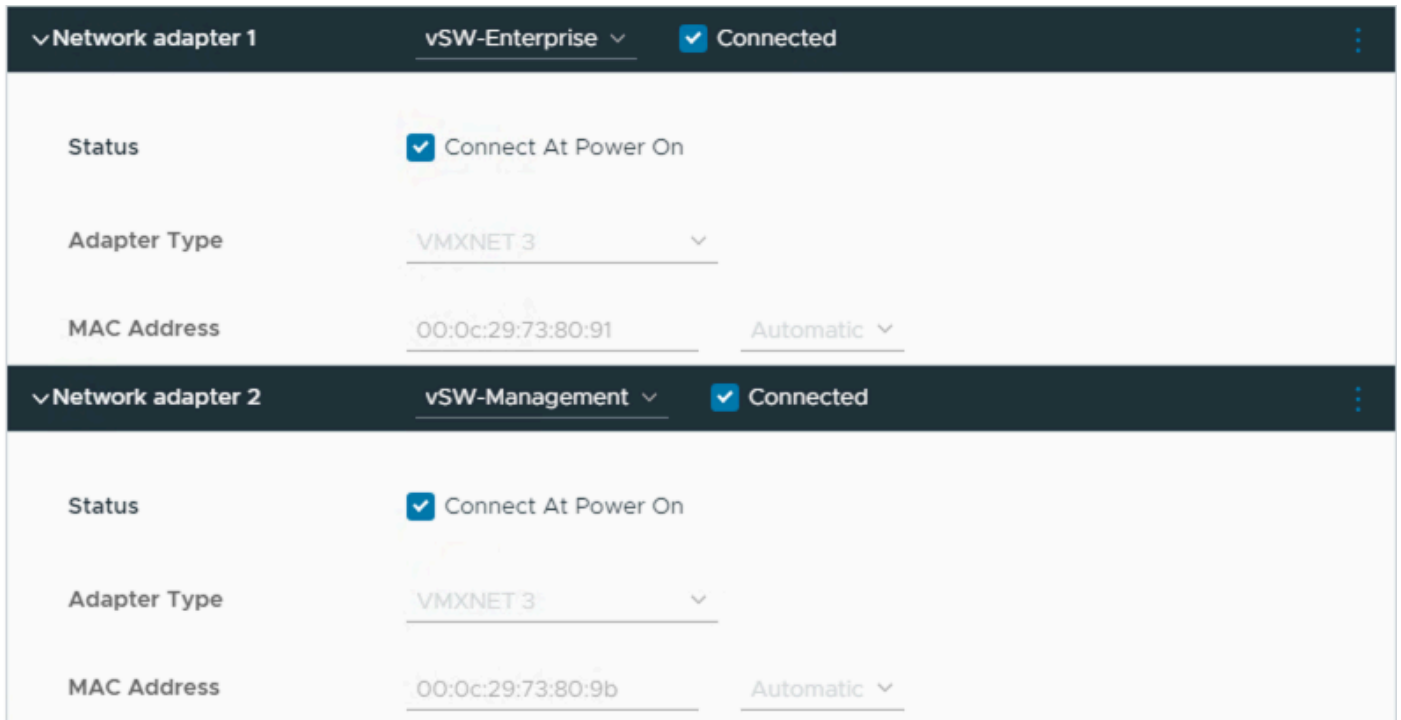 Network adapter 1 vSW-Enterprise Connected
Status Connect At Power On
Adapter Type VMXNET 3
MAC Address 00:0c:29:73:80:91 Automatic
Network adapter 2 vSW-Management Connected
Status Connect At Power On
Adapter Type VMXNET 3
MAC Address 00:0c:29:73:80:9b Automatic